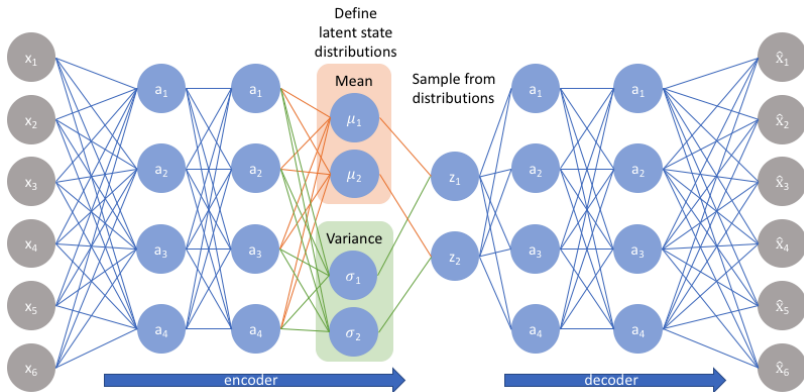 Define
latent state
distributions
Mean
Sample from
distributions
Variance
x₁
x₂
x₃
x₄
x₅
x₆
a₁
a₂
a₃
a₄
a₁
a₂
a₃
a₄
μ₁
μ₂
σ₁
σ₂
z₁
z₂
a₁
a₂
a₃
a₄
a₁
a₂
a₃
a₄
x̂₁
x̂₂
x̂₃
x̂₄
x̂₅
x̂₆
encoder
decoder